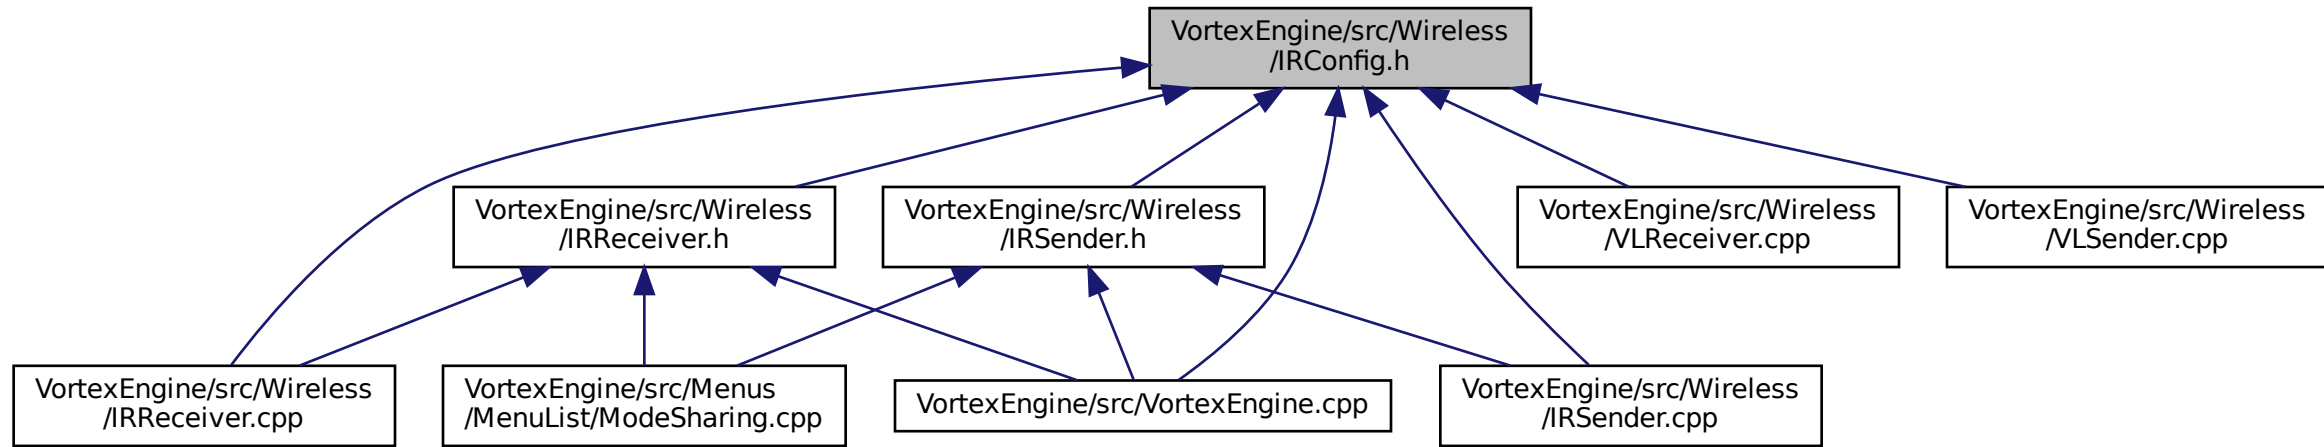 VortexEngine/src/Wireless
/IRConfig.h
VortexEngine/src/Wireless
/IRReceiver.h
VortexEngine/src/Wireless
/IRSender.h
VortexEngine/src/Wireless
/VLReceiver.cpp
VortexEngine/src/Wireless
/VLSender.cpp
VortexEngine/src/Wireless
/IRReceiver.cpp
VortexEngine/src/Menus
/MenuList/ModeSharing.cpp
VortexEngine/src/VortexEngine.cpp
VortexEngine/src/Wireless
/IRSender.cpp